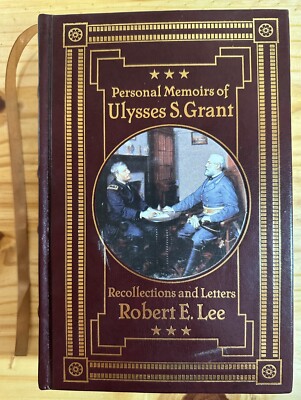 Personal Memoirs of
Ulysses S. Grant
Recollections and Letters
Robert E. Lee